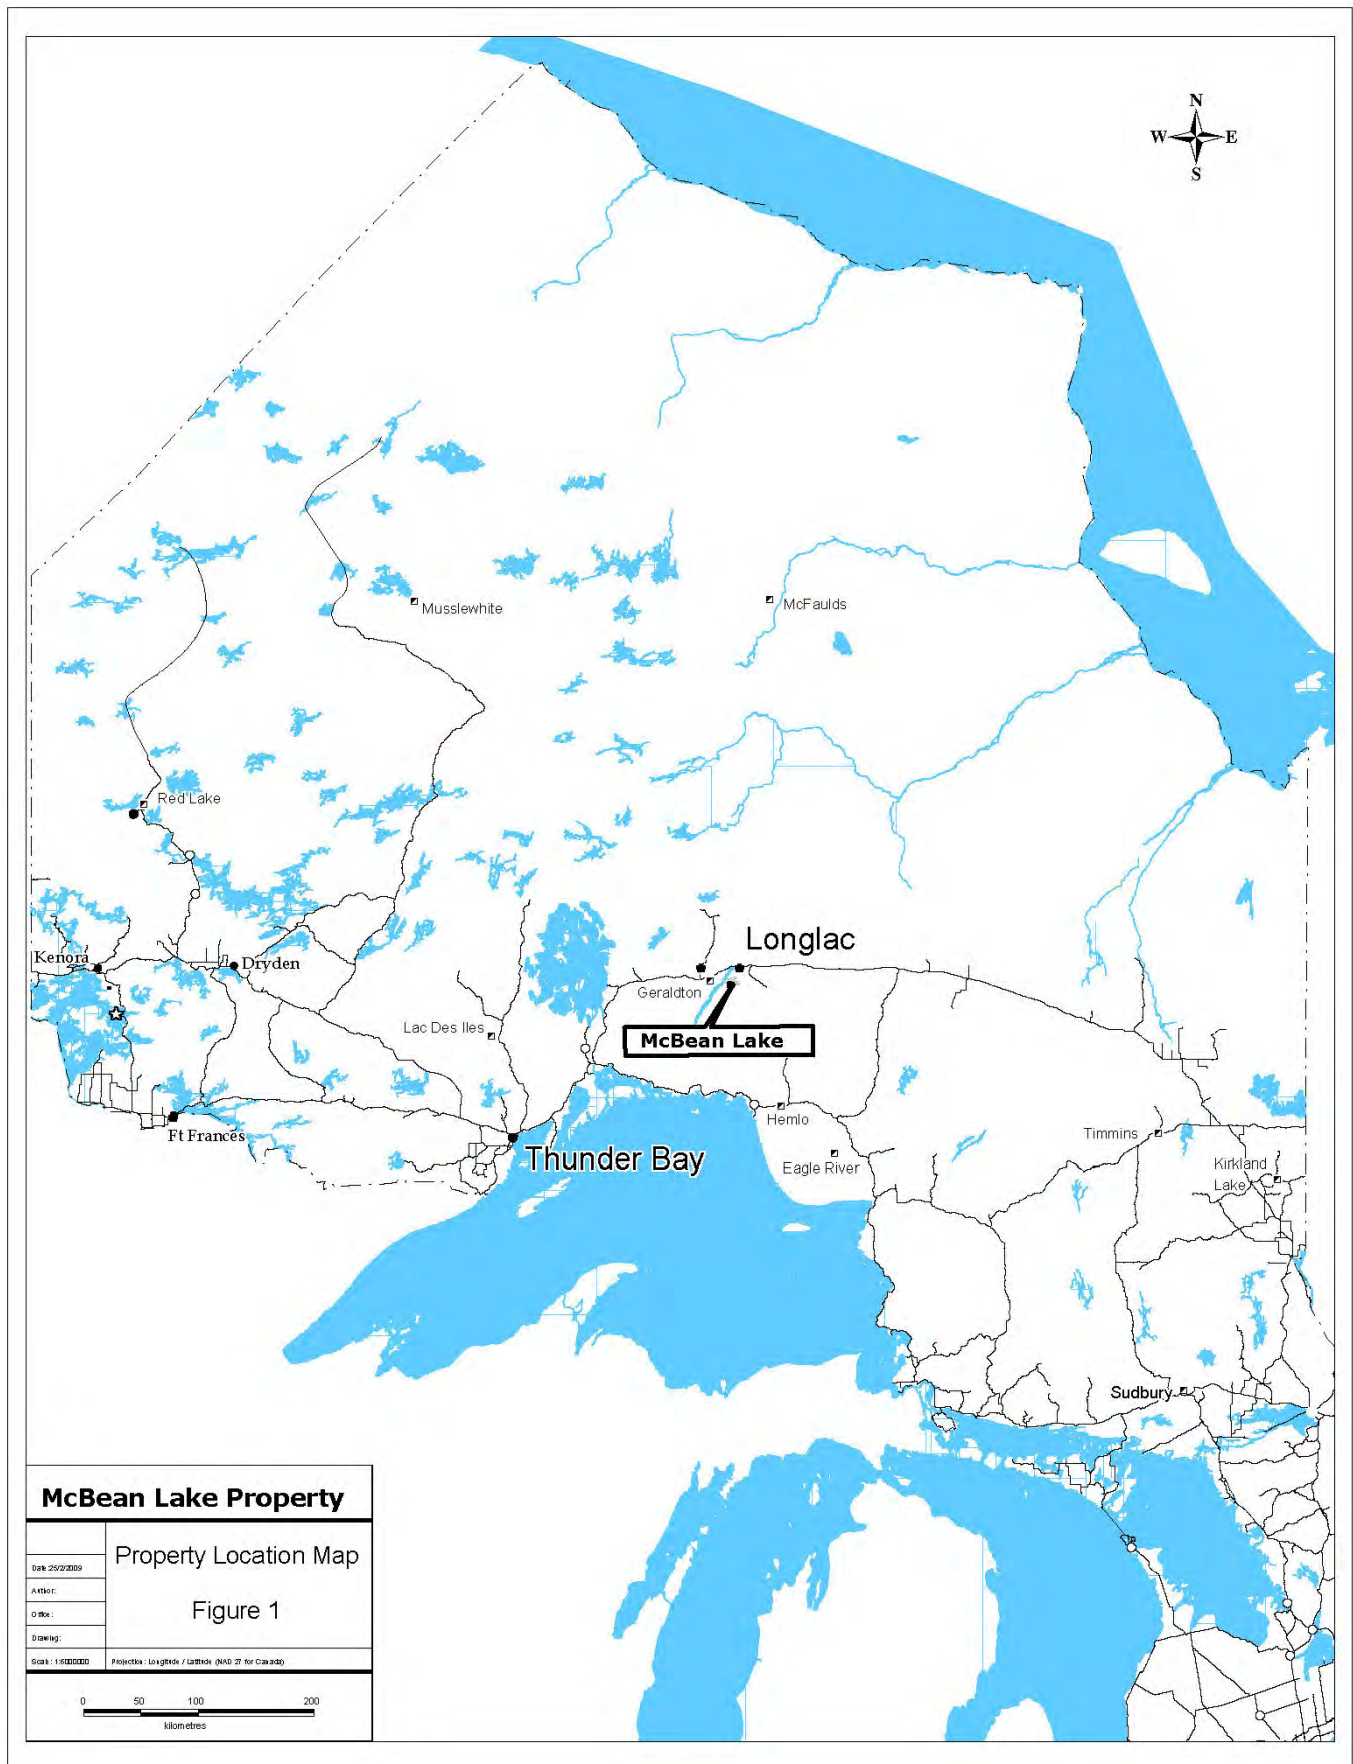 N
W E
S
Musslewhite
McFaulds
Red Lake
Longlac
Kenora
Dryden
Geraldton
Lac Des Iles
McBean Lake
Hemlo
Ft Frances
Timmins
Thunder Bay
Eagle River
Kirkland
Lake
Sudbury
McBean Lake Property
Property Location Map
Figure 1
Date:25/2/2009
Author:
Office:
Drawing:
Scale: 1:5000000
Projection: Longitude / Latitude (NAD 27 for Canada)
0 50 100 200
kilometres